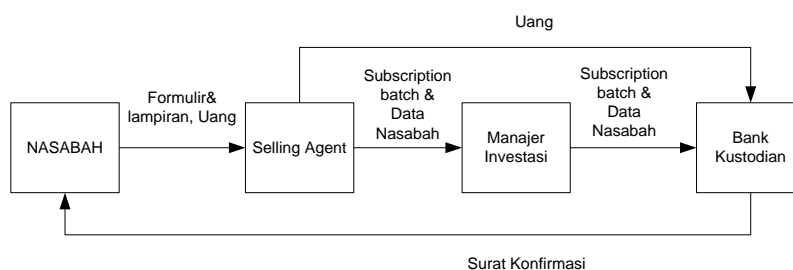 Uang
Formulir&
lampiran, Uang
Subscription
batch &
Data
Nasabah
Subscription
batch &
Data
Nasabah
NASABAH
Selling Agent
Manajer
Investasi
Bank
Kustodian
Surat Konfirmasi